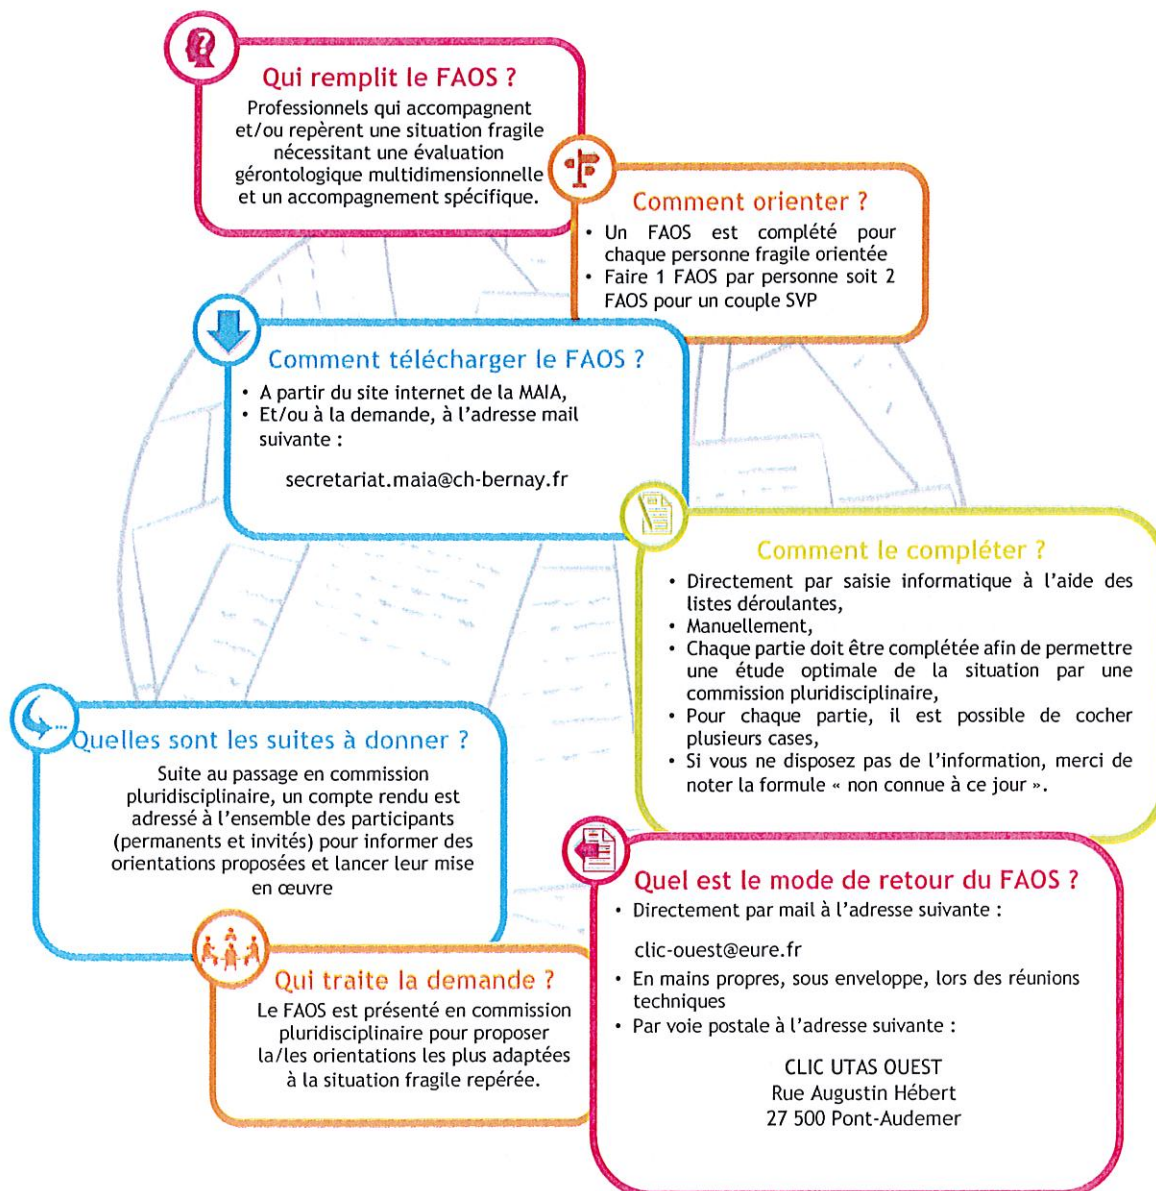 Qui remplit le FAOS ?
Professionnels qui accompagnent
et/ou repèrent une situation fragile
nécessitant une évaluation
gérontologique multidimensionnelle
et un accompagnement spécifique.
Comment orienter ?
• Un FAOS est complété pour
chaque personne fragile orientée
• Faire 1 FAOS par personne soit 2
FAOS pour un couple SVP
Comment télécharger le FAOS ?
• A partir du site internet de la MAIA,
• Et/ou à la demande, à l'adresse mail
suivante :
secretariat.maia@ch-bernay.fr
Comment le compléter ?
• Directement par saisie informatique à l'aide des
listes déroulantes,
• Manuellement,
• Chaque partie doit être complétée afin de permettre
une étude optimale de la situation par une
commission pluridisciplinaire,
• Pour chaque partie, il est possible de cocher
plusieurs cases,
• Si vous ne disposez pas de l'information, merci de
noter la formule « non connue à ce jour ».
Quelles sont les suites à donner ?
Suite au passage en commission
pluridisciplinaire, un compte rendu est
adressé à l'ensemble des participants
(permanents et invités) pour informer des
orientations proposées et lancer leur mise
en œuvre
Quel est le mode de retour du FAOS ?
• Directement par mail à l'adresse suivante :
clic-ouest@eure.fr
• En mains propres, sous enveloppe, lors des réunions
techniques
• Par voie postale à l'adresse suivante :
CLIC UTAS OUEST
Rue Augustin Hébert
27 500 Pont-Audemer
Qui traite la demande ?
Le FAOS est présenté en commission
pluridisciplinaire pour proposer
la/les orientations les plus adaptées
à la situation fragile repérée.